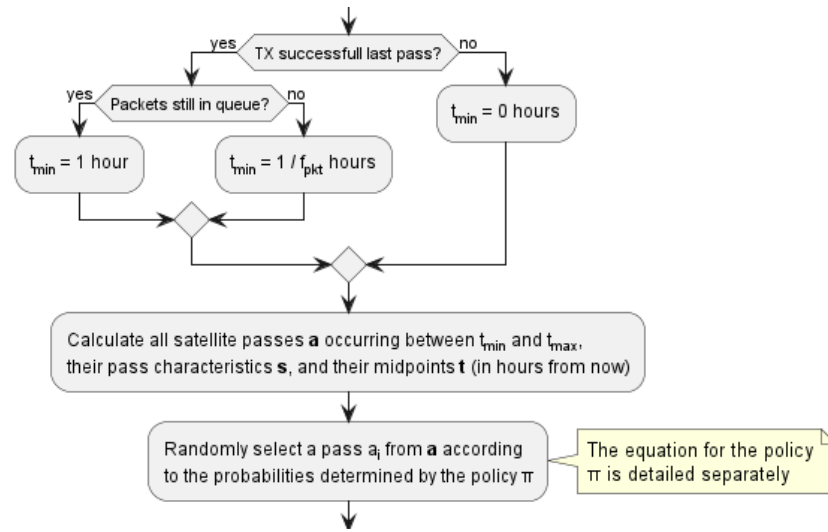 yes
TX successfull last pass?
no
yes
Packets still in queue?
no
t_min = 1 hour
t_min = 1 / f_pkt hours
t_min = 0 hours
Calculate all satellite passes a occurring between t_min and t_max,
their pass characteristics s, and their midpoints t (in hours from now)
Randomly select a pass a_i from a according
to the probabilities determined by the policy π
The equation for the policy
π is detailed separately